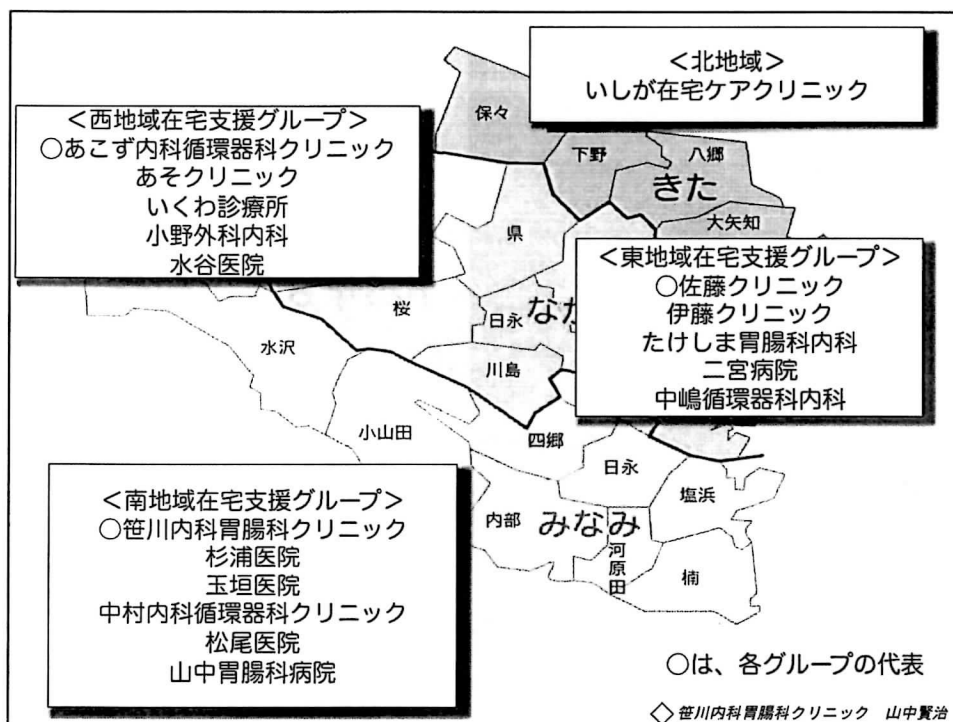 ＜北地域＞
いしが在宅ケアクリニック
＜西地域在宅支援グループ＞
○あこず内科循環器科クリニック
あそクリニック
いくわ診療所
小野外科内科
水谷医院
保々
下野
八郷
きた
大矢知
県
＜東地域在宅支援グループ＞
○佐藤クリニック
伊藤クリニック
たけしま胃腸科内科
二宮病院
中嶋循環器科内科
桜
日永
水沢
川島
小山田
四郷
日永
塩浜
＜南地域在宅支援グループ＞
○笹川内科胃腸科クリニック
杉浦医院
玉垣医院
中村内科循環器科クリニック
松尾医院
山中胃腸科病院
内部
みなみ
河原田
楠
○は、各グループの代表
◇笹川内科胃腸科クリニック　山中賢治